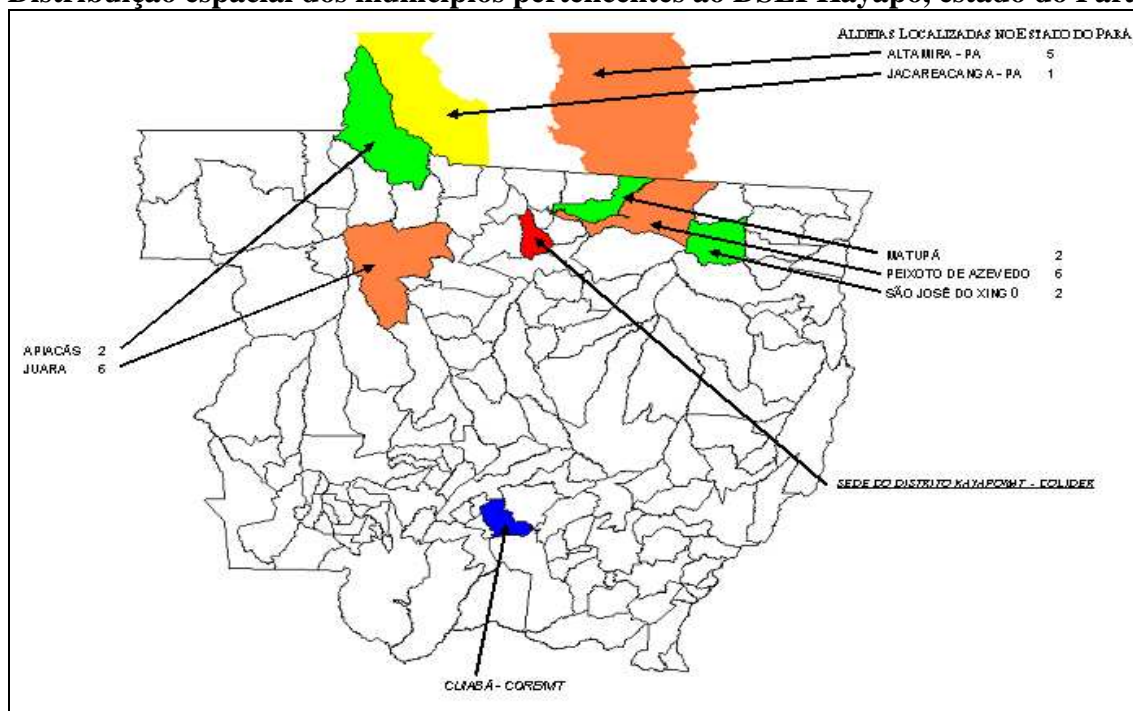 Distribuição espacial dos municípios pertencentes ao DSEI Kayapó, estado do Par
ALDEIAS LOCALIZADAS NO ESTADO DO PARÁ
ALTAMIRA - PA 5
JACAREACANGA - PA 1
MATUPÁ 2
PEIXOTO DE AZEVEDO 6
SÃO JOSÉ DO XINGÚ 2
APIACÁS 2
JUARA 6
SEDE DO DISTRITO KAYAPO/MT - COLIDER
CUIABÁ - CORE/MT